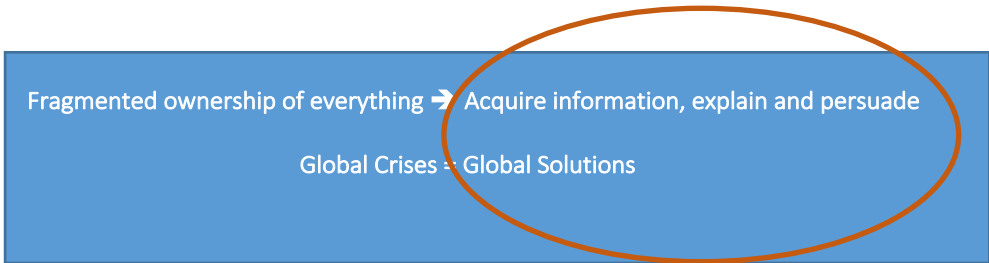 Fragmented ownership of everything ➔ Acquire information, explain and persuade
Global Crises = Global Solutions